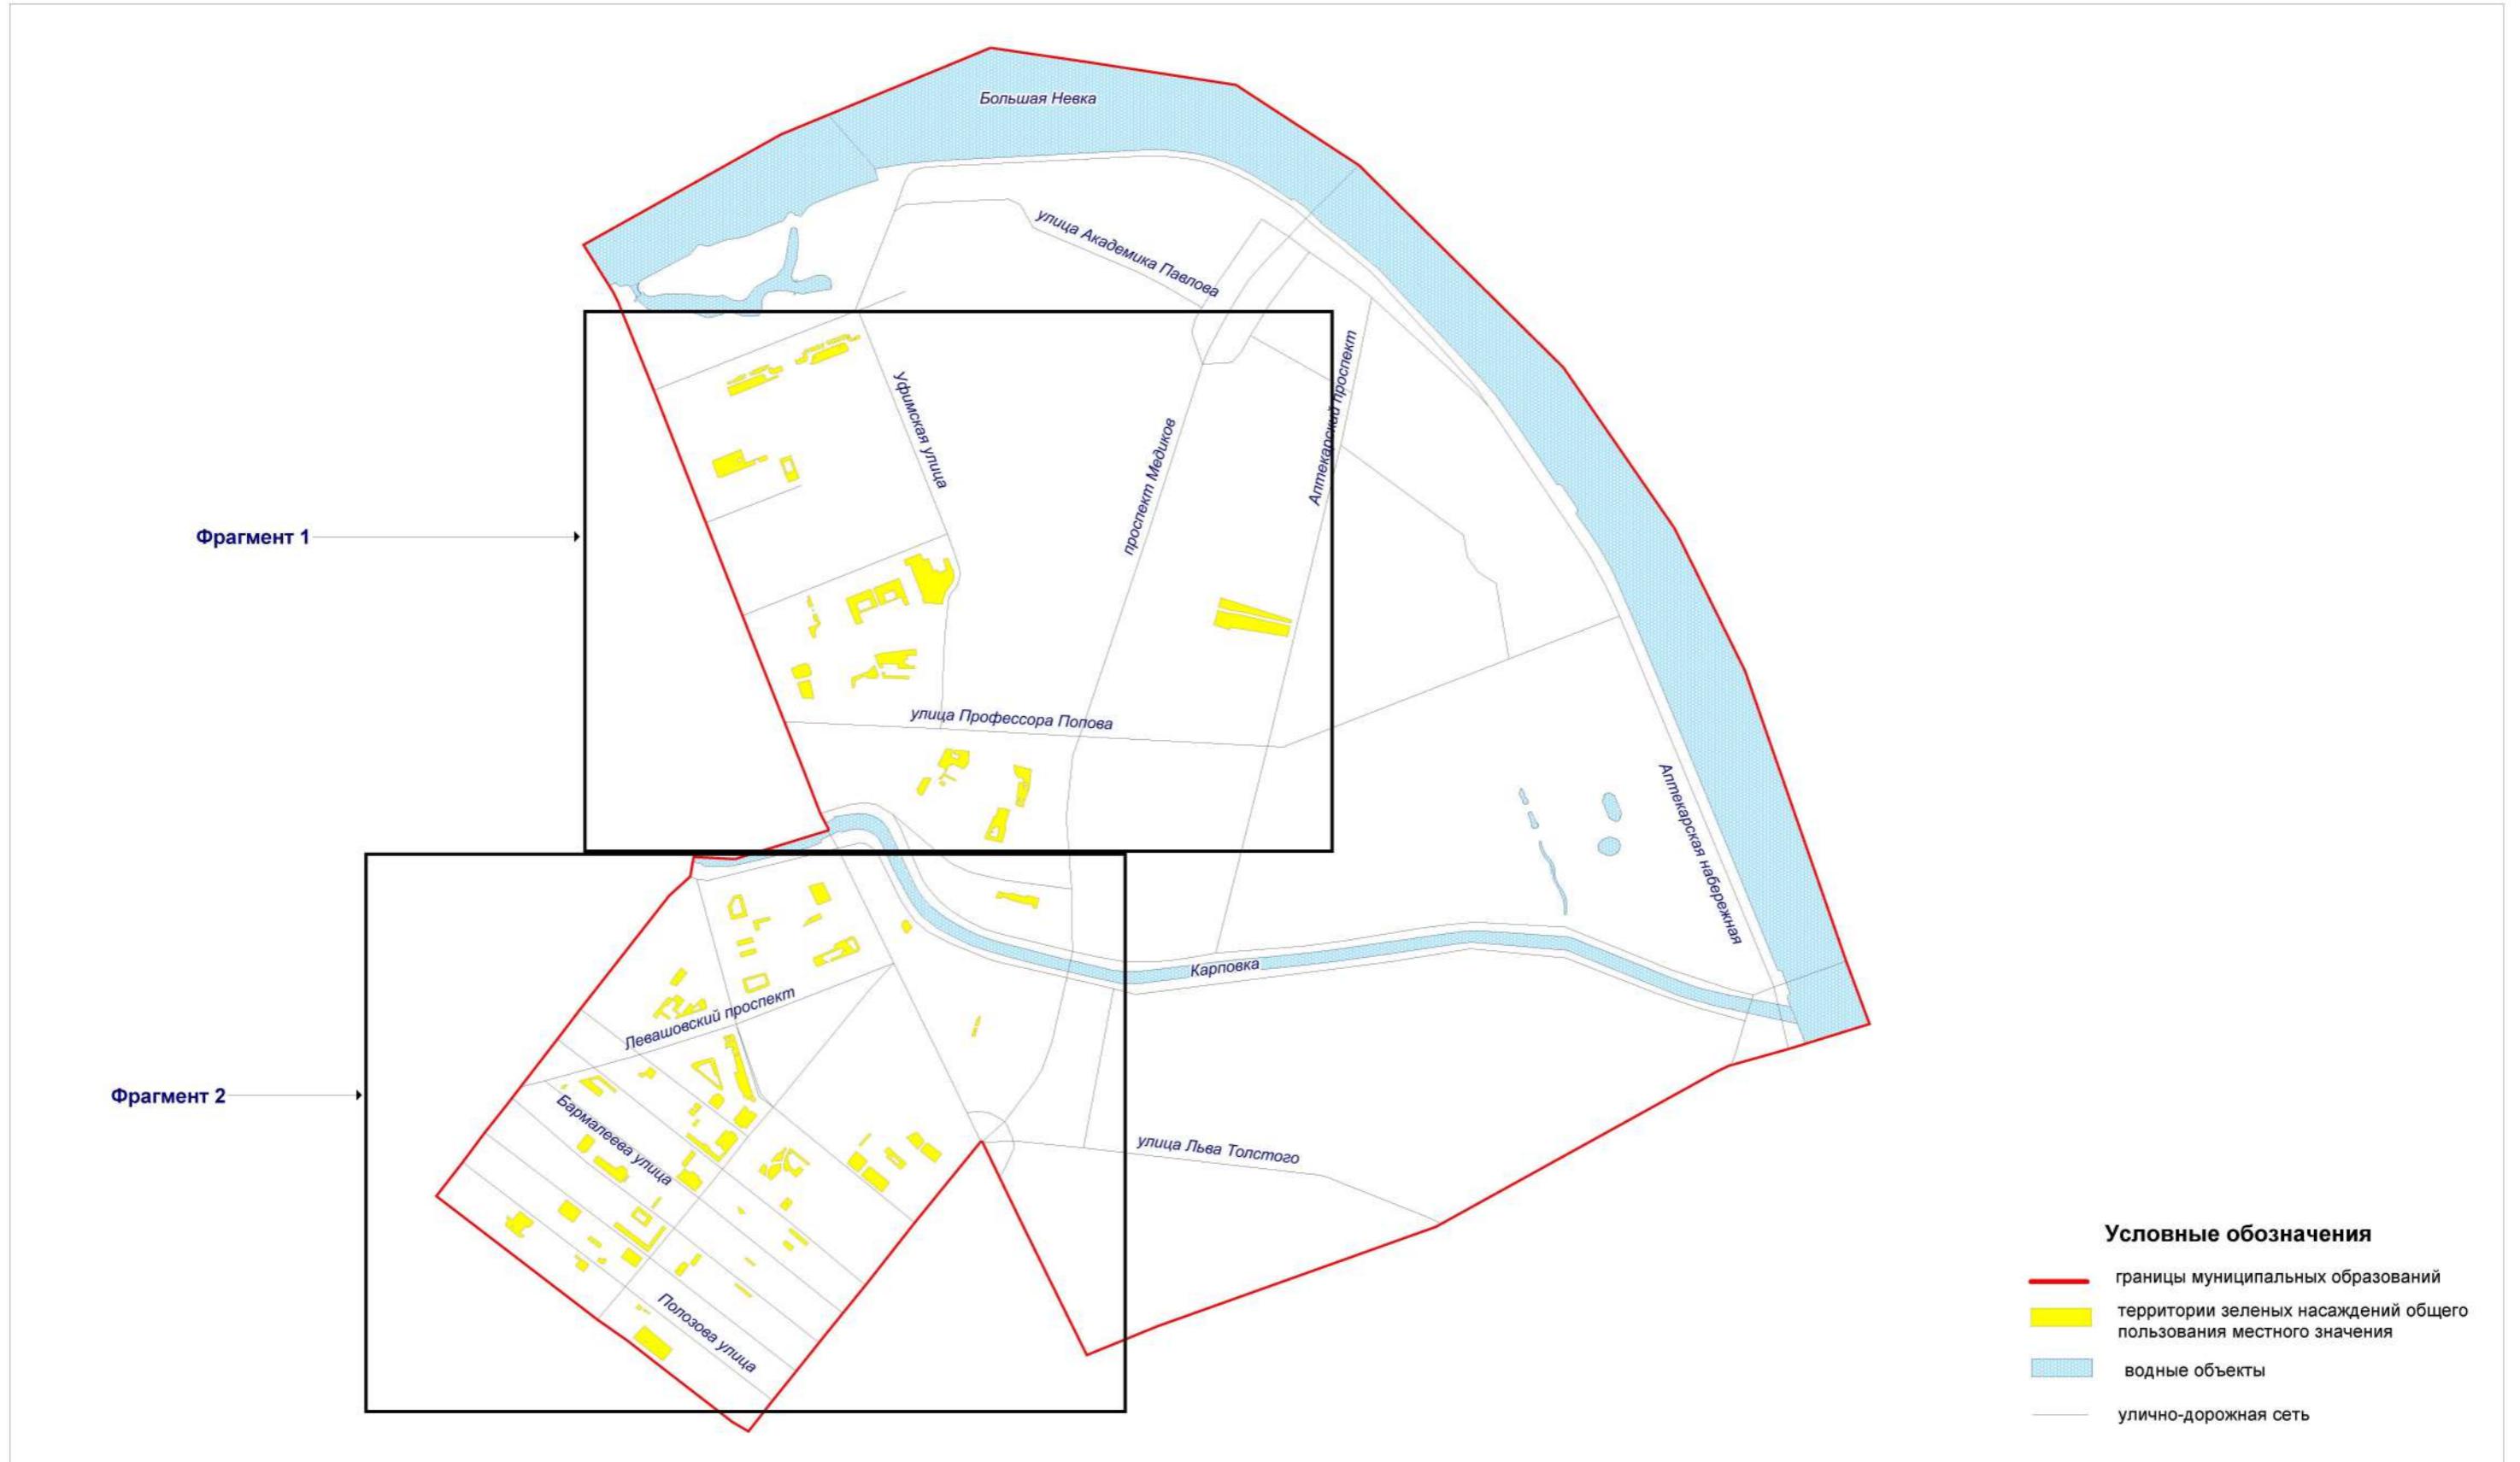 Большая Невка
улица Академика Павлова
Аптекарский проспект
Уфимская улица
проспект Медиков
Фрагмент 1
улица Профессора Попова
Аптекарская набережная
Карповка
Левашовский проспект
Фрагмент 2
Бармалеева улица
улица Льва Толстого
Полозова улица
Условные обозначения
границы муниципальных образований
территории зеленых насаждений общего
пользования местного значения
водные объекты
улично-дорожная сеть